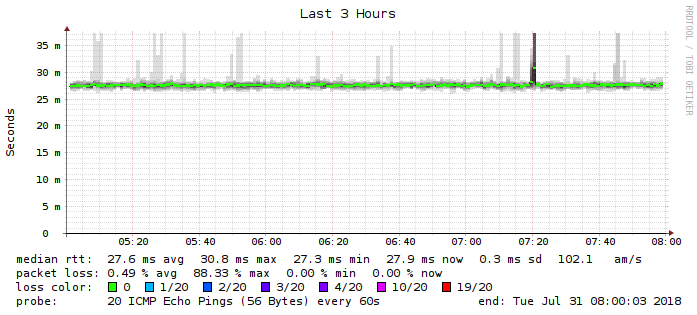 Last 3 Hours
RRDTOOL / TOBI OETIKER
Seconds
35 m
30 m
25 m
20 m
15 m
10 m
5 m
0
05:20 05:40 06:00 06:20 06:40 07:00 07:20 07:40 08:00
median rtt: 27.6 ms avg 30.8 ms max 27.3 ms min 27.9 ms now 0.3 ms sd 102.1 am/s
packet loss: 0.49 % avg 88.33 % max 0.00 % min 0.00 % now
loss color: 0 1/20 2/20 3/20 4/20 10/20 19/20
probe: 20 ICMP Echo Pings (56 Bytes) every 60s end: Tue Jul 31 08:00:03 2018